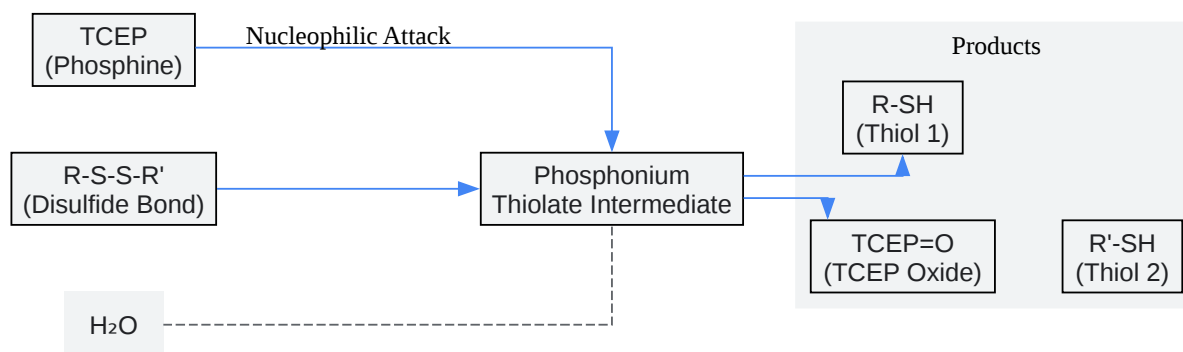 TCEP
(Phosphine)
Nucleophilic Attack
Products
R-SH
(Thiol 1)
R-S-S-R'
(Disulfide Bond)
Phosphonium
Thiolate Intermediate
TCEP=O
(TCEP Oxide)
R'-SH
(Thiol 2)
H₂O